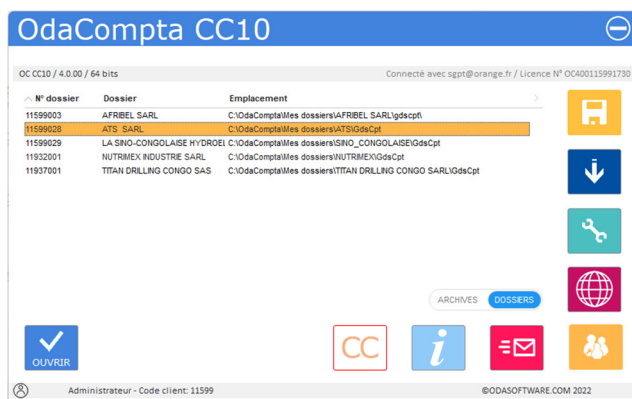 OdaCompta CC10
OC CC10 / 4.0.00 / 64 bits Connecté avec sgpt@orange.fr / Licence N° OC400115991730
N° dossier Dossier Emplacement
11599003 AFRIBEL SARL C:\OdaCompta\Mes dossiers\AFRIBEL SARL\gdscpt\
11599028 ATS SARL C:\OdaCompta\Mes dossiers\ATS\GdsCpt
11599029 LA SINO-CONGOLAISE HYDROEL C:\OdaCompta\Mes dossiers\SINO_CONGOLAISE\GdsCpt
11932001 NUTRIMEX INDUSTRIE SARL C:\OdaCompta\Mes dossiers\NUTRIMEX\GdsCpt
11937001 TITAN DRILLING CONGO SAS C:\OdaCompta\Mes dossiers\TITAN DRILLING CONGO SARL\GdsCpt
ARCHIVES DOSSIERS
OUVRIR CC i
Administrateur - Code client: 11599 ©ODASOFTWARE.COM 2022